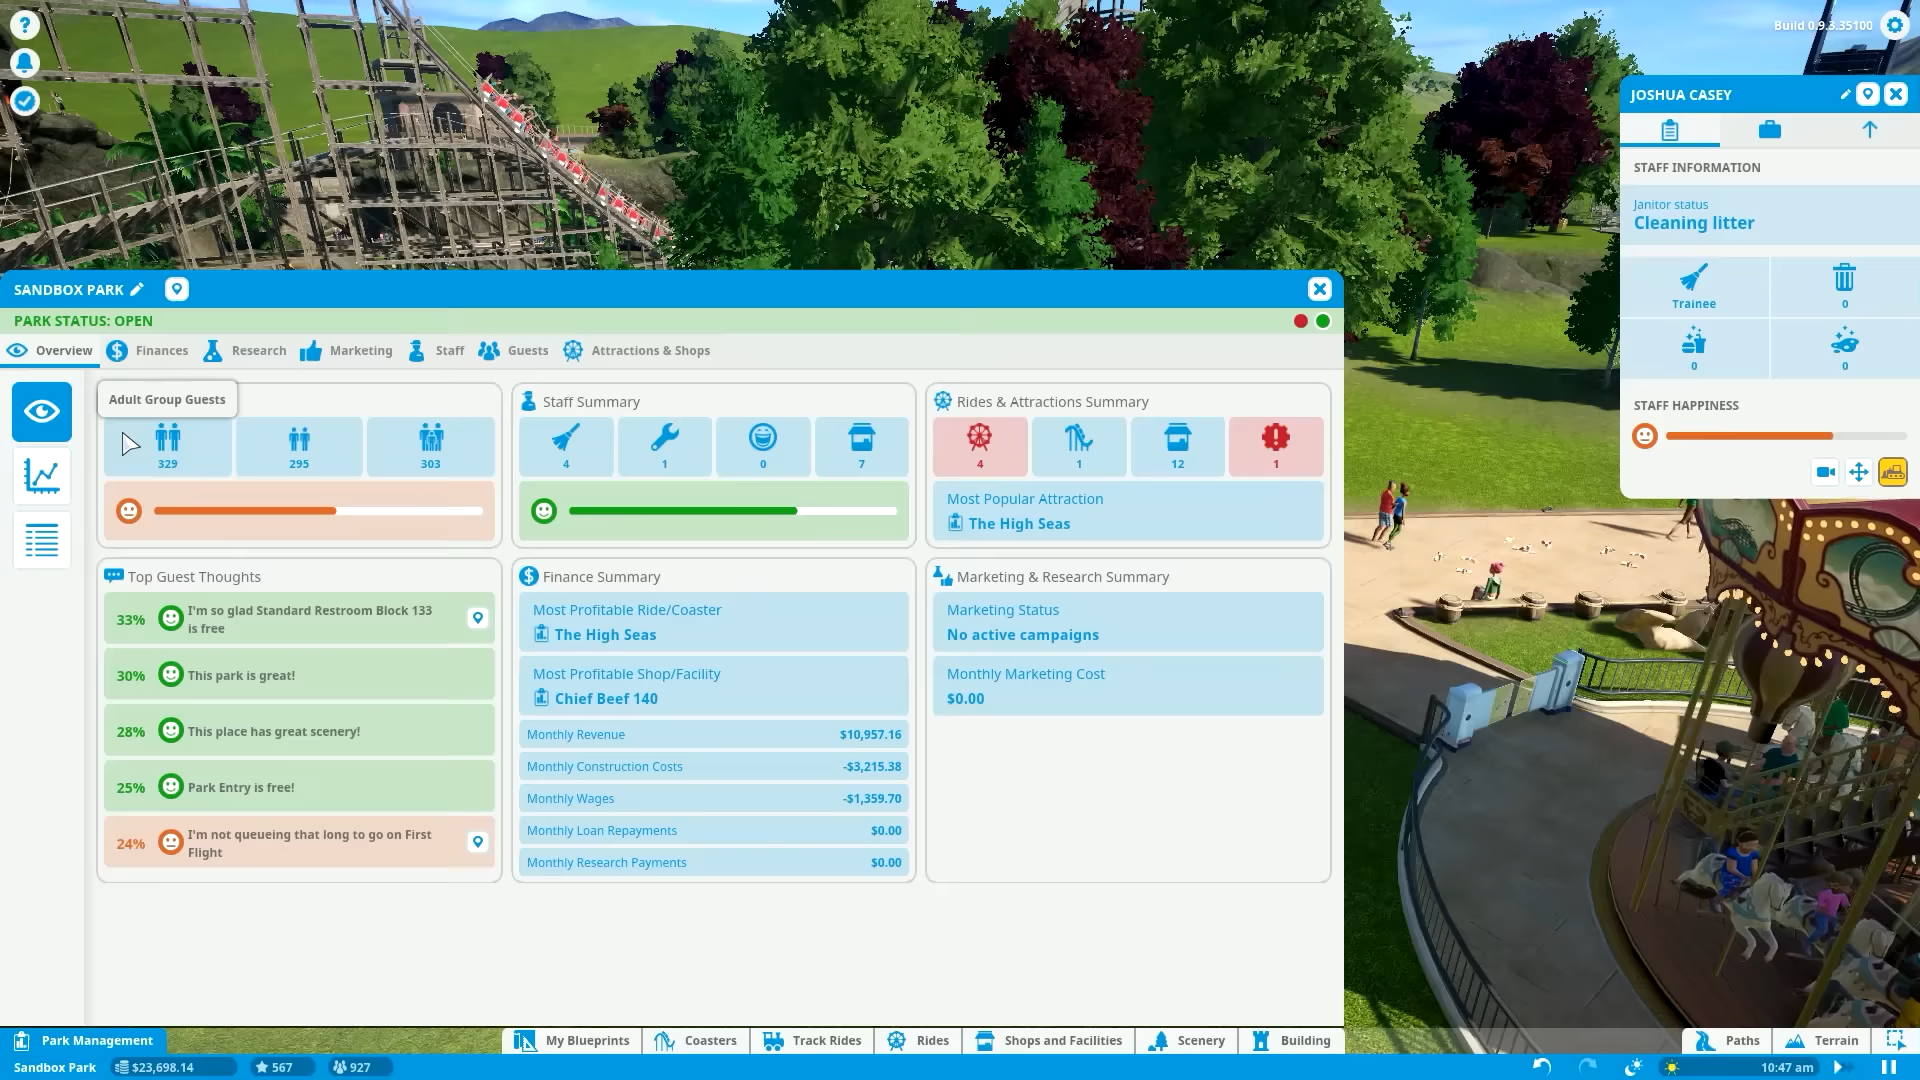 ?
Build 0.9.3.35100
JOSHUA CASEY
STAFF INFORMATION
Janitor status
Cleaning litter
Trainee
0
0
0
STAFF HAPPINESS
SANDBOX PARK
PARK STATUS: OPEN
Overview
Finances
Research
Marketing
Staff
Guests
Attractions & Shops
Adult Group Guests
329
295
303
Staff Summary
4
1
0
7
Rides & Attractions Summary
4
1
12
1
Most Popular Attraction
The High Seas
Top Guest Thoughts
33%
I'm so glad Standard Restroom Block 133
is free
30%
This park is great!
28%
This place has great scenery!
25%
Park Entry is free!
24%
I'm not queueing that long to go on First
Flight
Finance Summary
Most Profitable Ride/Coaster
The High Seas
Most Profitable Shop/Facility
Chief Beef 140
Monthly Revenue
$10,957.16
Monthly Construction Costs
-$3,215.38
Monthly Wages
-$1,359.70
Monthly Loan Repayments
$0.00
Monthly Research Payments
$0.00
Marketing & Research Summary
Marketing Status
No active campaigns
Monthly Marketing Cost
$0.00
Park Management
My Blueprints
Coasters
Track Rides
Rides
Shops and Facilities
Scenery
Building
Paths
Terrain
Sandbox Park
$23,698.14
567
927
10:47 am